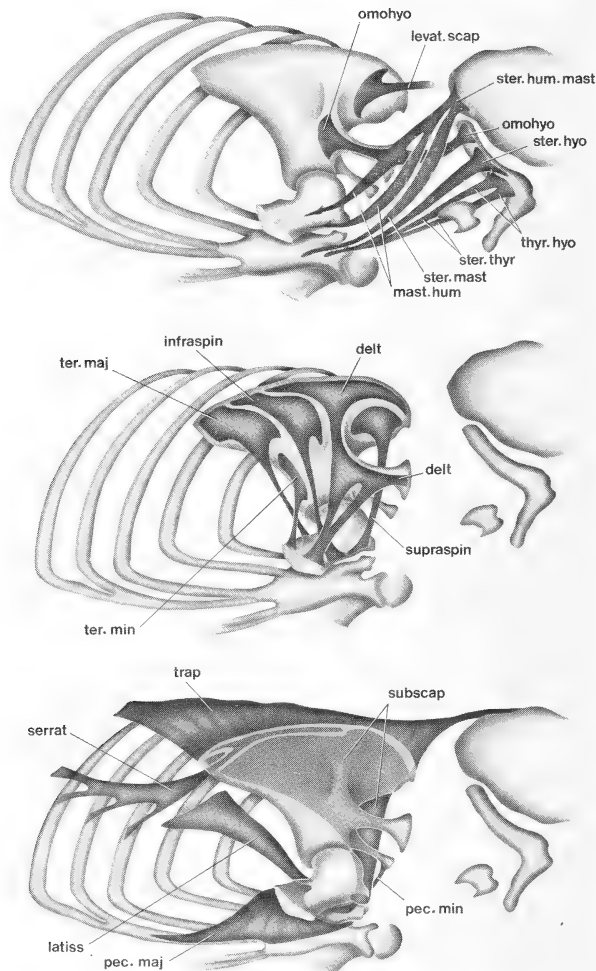 omohyo
levat. scap
ster. hum. mast
omohyo
ster. hyo
thyr. hyo
ster. thyr
ster. mast
mast. hum
infraspin
delt
ter. maj
delt
supraspin
ter. min
trap
subscap
serrat
pec. min
latiss
pec. maj